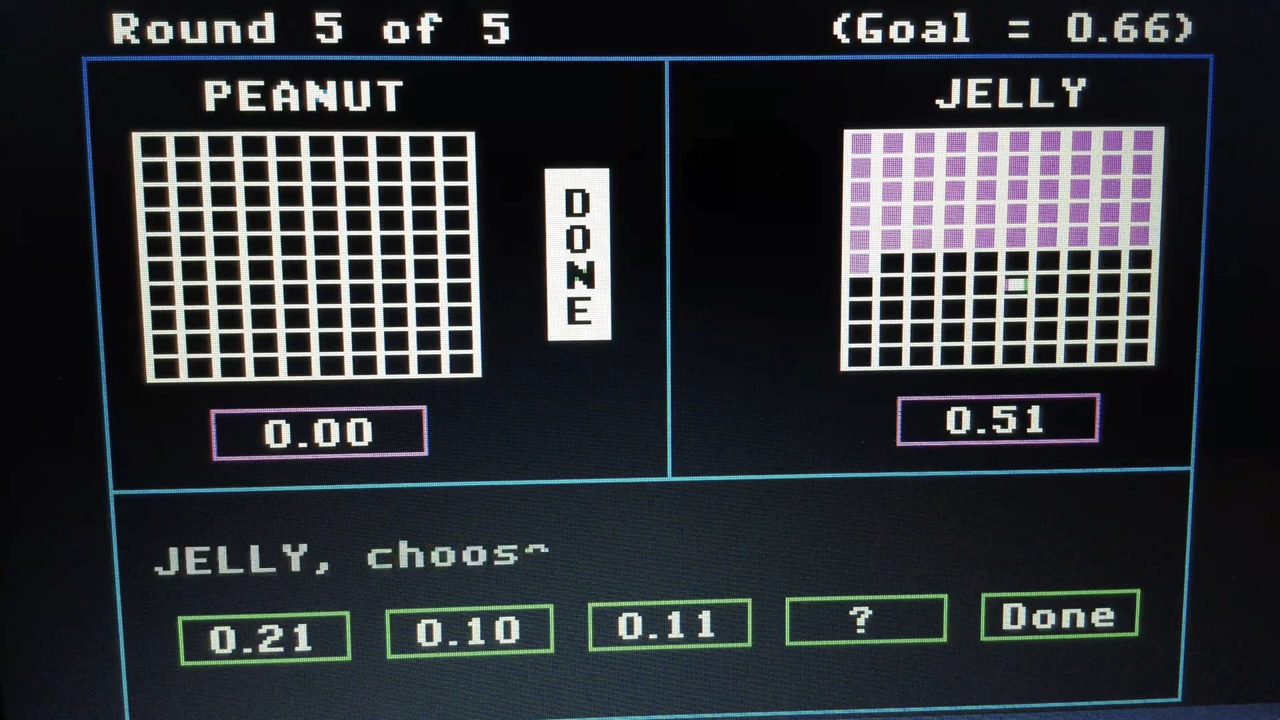 Round 5 of 5
(Goal = 0.66)
PEANUT
JELLY
DONE
0.00
0.51
JELLY, choos^
0.21
0.10
0.11
?
Done